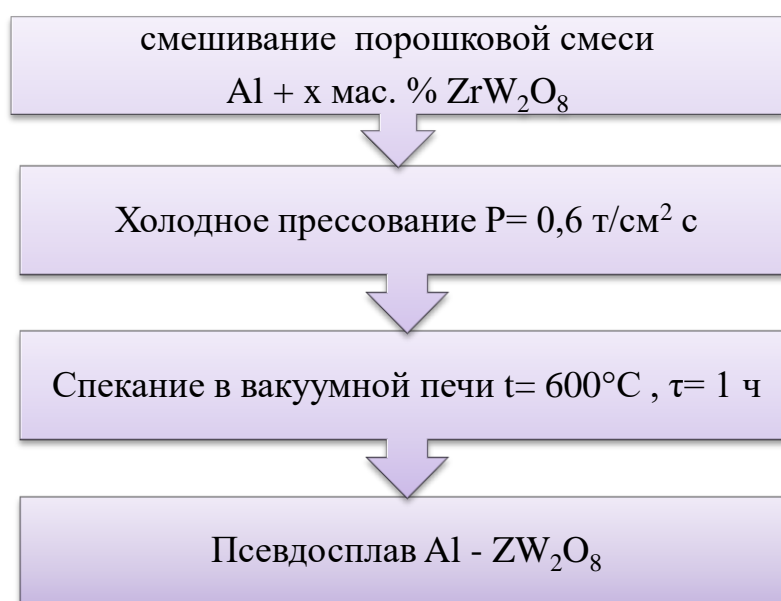 смешивание порошковой смеси
Al + x мас. % ZrW₂O₈
Холодное прессование P= 0,6 т/см² с
Спекание в вакуумной печи t= 600°C , τ= 1 ч
Псевдосплав Al - ZW₂O₈